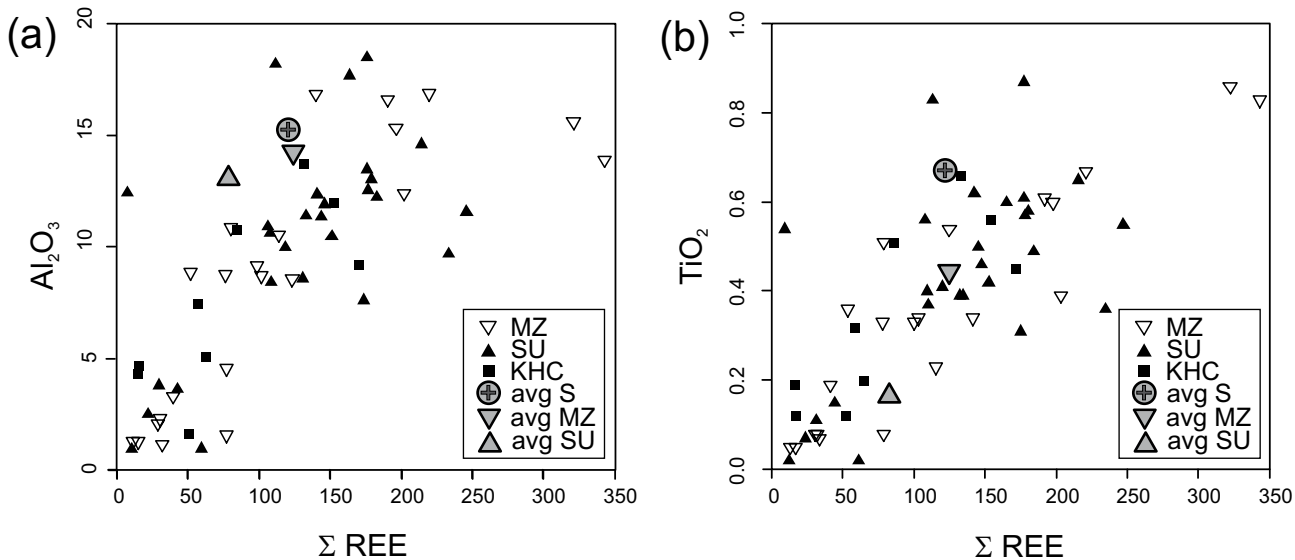 (a)
20
15
10
5
0
Al₂O₃
0 50 100 150 200 250 300 350
Σ REE
MZ
SU
KHC
avg S
avg MZ
avg SU
(b)
1.0
0.8
0.6
0.4
0.2
0.0
TiO₂
0 50 100 150 200 250 300 350
Σ REE
MZ
SU
KHC
avg S
avg MZ
avg SU